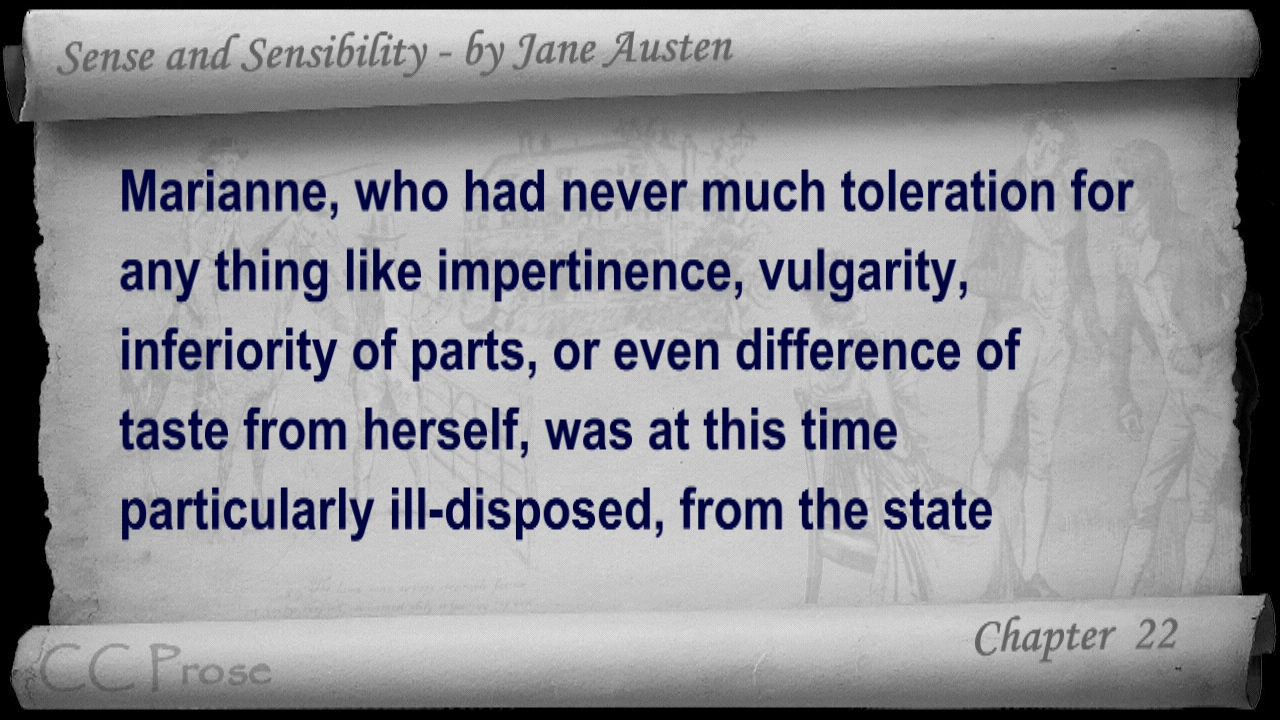 Sense and Sensibility - by Jane Austen
Marianne, who had never much toleration for
any thing like impertinence, vulgarity,
inferiority of parts, or even difference of
taste from herself, was at this time
particularly ill-disposed, from the state
Chapter 22
CC Prose